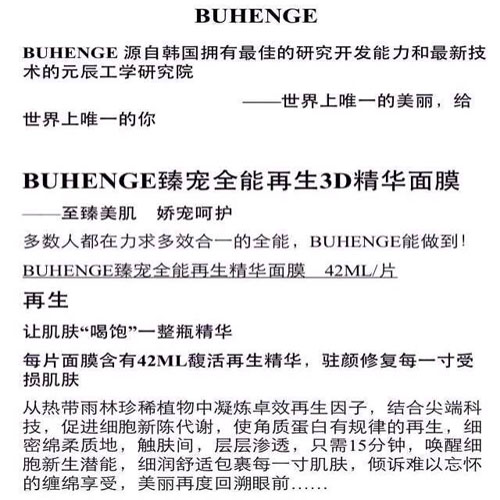 BUHENGE
BUHENGE 源自韩国拥有最佳的研究开发能力和最新技
术的元辰工学研究院
——世界上唯一的美丽，给
世界上唯一的你
BUHENGE臻宠全能再生3D精华面膜
——至臻美肌　娇宠呵护
多数人都在力求多效合一的全能，BUHENGE能做到！
BUHENGE臻宠全能再生精华面膜　42ML/片
再生
让肌肤“喝饱”一整瓶精华
每片面膜含有42ML馥活再生精华，驻颜修复每一寸受
损肌肤
从热带雨林珍稀植物中凝炼卓效再生因子，结合尖端科
技，促进细胞新陈代谢，使角质蛋白有规律的再生，细
密绵柔质地，触肤间，层层渗透，只需15分钟，唤醒细
胞新生潜能，细润舒适包裹每一寸肌肤，倾诉难以忘怀
的缠绵享受，美丽再度回溯眼前……